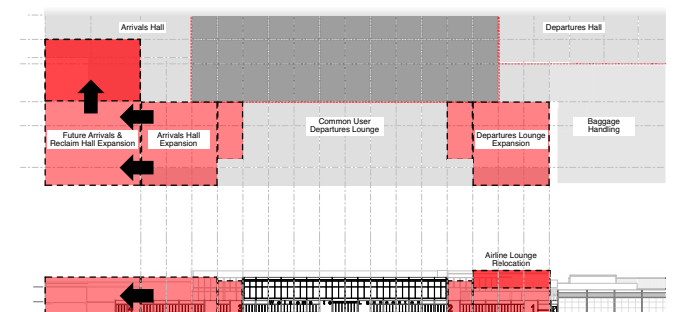 Arrivals Hall
Departures Hall
Future Arrivals &
Reclaim Hall Expansion
Arrivals Hall
Expansion
Common User
Departures Lounge
Departures Lounge
Expansion
Baggage
Handling
Airline Lounge
Relocation